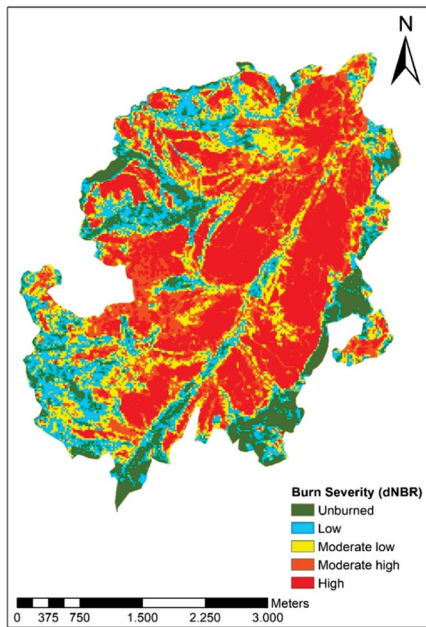 N
Burn Severity (dNBR)
Unburned
Low
Moderate low
Moderate high
High
Meters
0 375 750 1.500 2.250 3.000